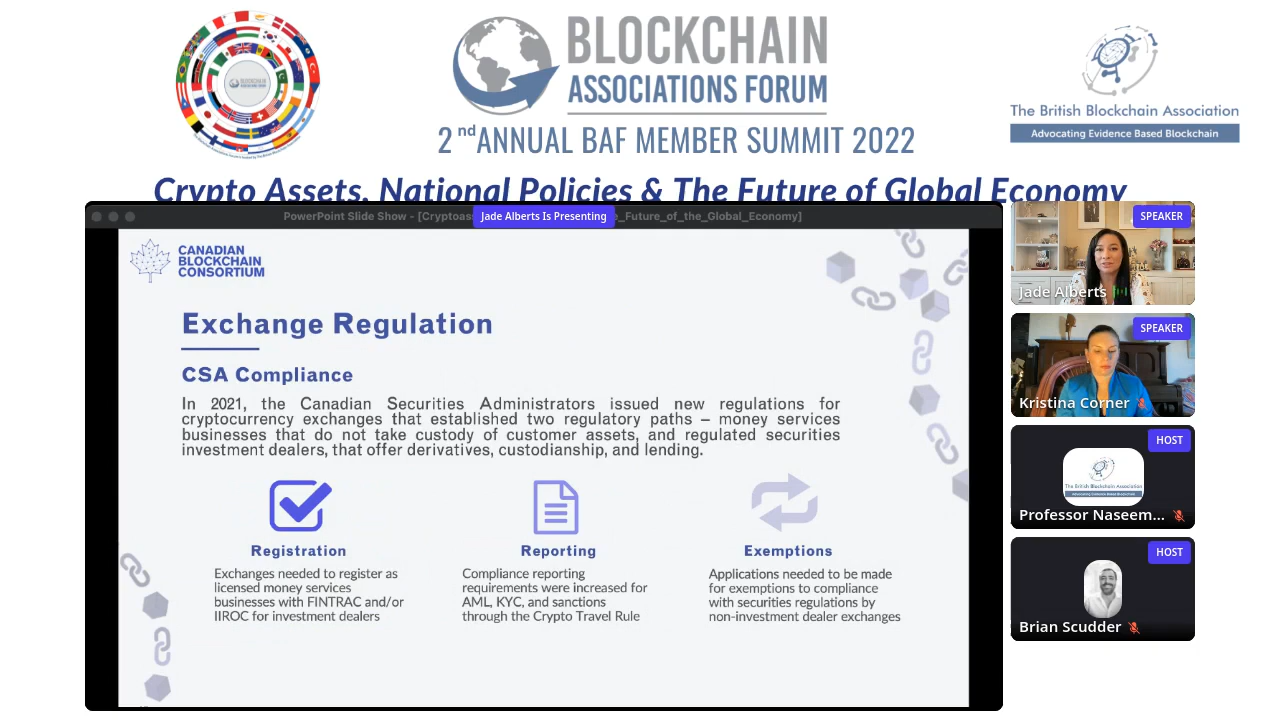 BLOCKCHAIN
ASSOCIATIONS FORUM
2nd ANNUAL BAF MEMBER SUMMIT 2022
The British Blockchain Association
Advocating Evidence Based Blockchain
Crypto Assets, National Policies & The Future of Global Economy
PowerPoint Slide Show - [Cryptoass
Jade Alberts Is Presenting
e_Future_of_the_Global_Economy]
CANADIAN
BLOCKCHAIN
CONSORTIUM
Exchange Regulation
CSA Compliance
In 2021, the Canadian Securities Administrators issued new regulations for
cryptocurrency exchanges that established two regulatory paths – money services
businesses that do not take custody of customer assets, and regulated securities
investment dealers, that offer derivatives, custodianship, and lending.
Registration
Exchanges needed to register as
licensed money services
businesses with FINTRAC and/or
IIROC for investment dealers
Reporting
Compliance reporting
requirements were increased for
AML, KYC, and sanctions
through the Crypto Travel Rule
Exemptions
Applications needed to be made
for exemptions to compliance
with securities regulations by
non-investment dealer exchanges
SPEAKER
Jade Alberts
SPEAKER
Kristina Corner
HOST
The British Blockchain Association
Professor Naseem...
HOST
Brian Scudder